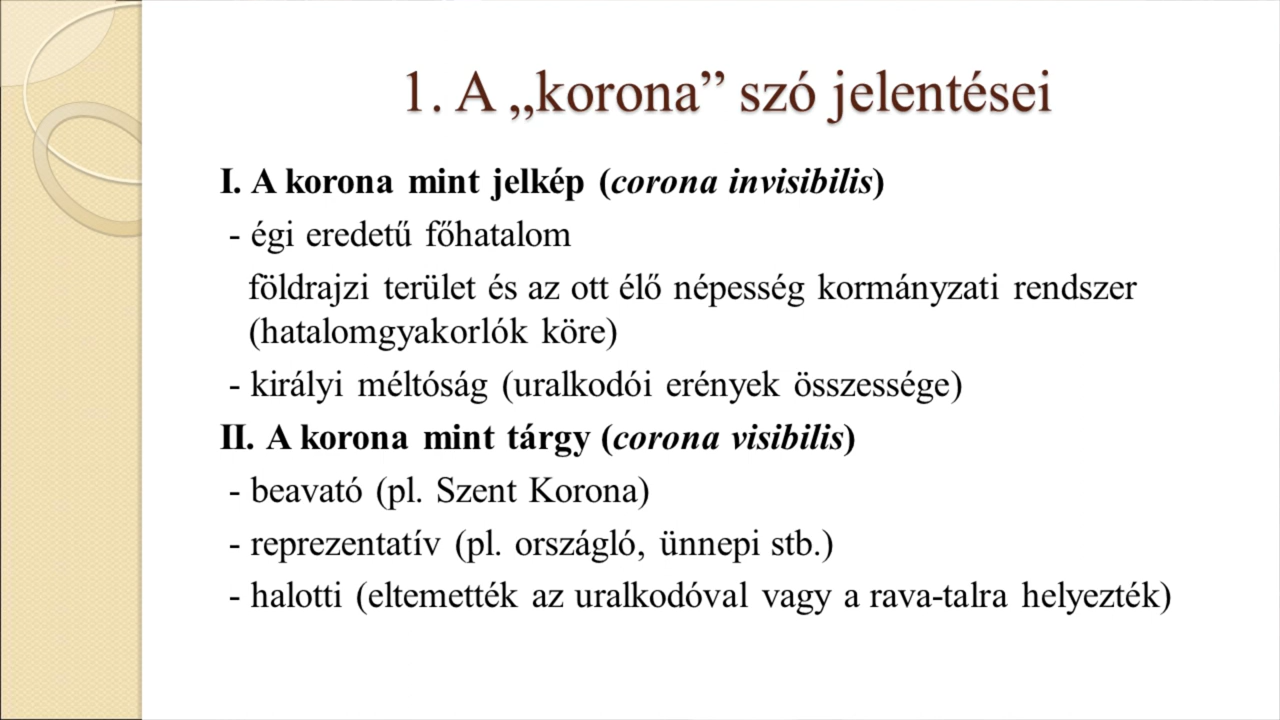 1. A „korona” szó jelentései
I. A korona mint jelkép (corona invisibilis)
- égi eredetű főhatalom
földrajzi terület és az ott élő népesség kormányzati rendszer
(hatalomgyakorlók köre)
- királyi méltóság (uralkodói erények összessége)
II. A korona mint tárgy (corona visibilis)
- beavató (pl. Szent Korona)
- reprezentatív (pl. országló, ünnepi stb.)
- halotti (eltemették az uralkodóval vagy a rava-talra helyezték)